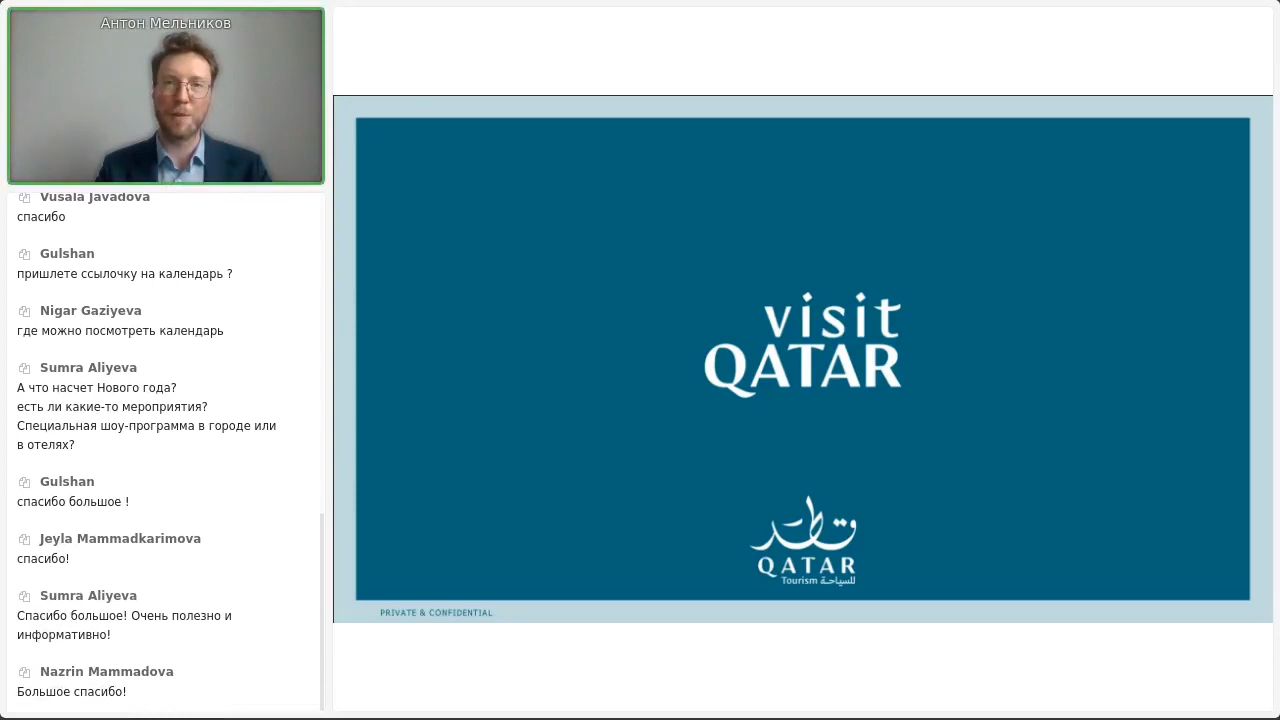 Антон Мельников
Vusala Javadova
спасибо
Gulshan
пришлете ссылочку на календарь ?
Nigar Gaziyeva
где можно посмотреть календарь
Sumra Aliyeva
А что насчет Нового года?
есть ли какие-то мероприятия?
Специальная шоу-программа в городе или
в отелях?
Gulshan
спасибо большое !
Jeyla Mammadkarimova
спасибо!
Sumra Aliyeva
Спасибо большое! Очень полезно и
информативно!
Nazrin Mammadova
Большое спасибо!
visit
QATAR
قطر
QATAR
Tourism للسياحة
PRIVATE & CONFIDENTIAL